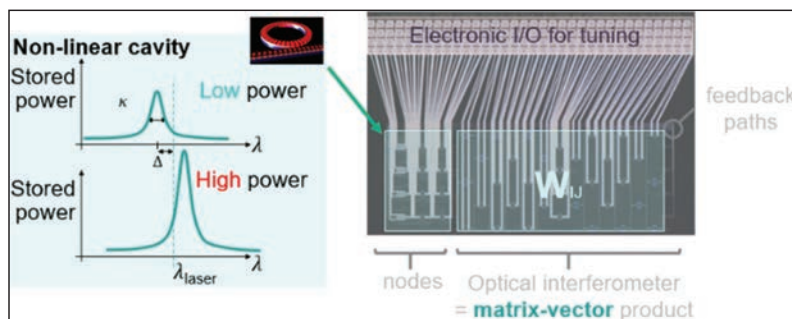 Non-linear cavity
Stored
power
κ
Low power
λ
Δ
Stored
power
High power
λ
λlaser
Electronic I/O for tuning
feedback
paths
WIJ
nodes
Optical interferometer
= matrix-vector product